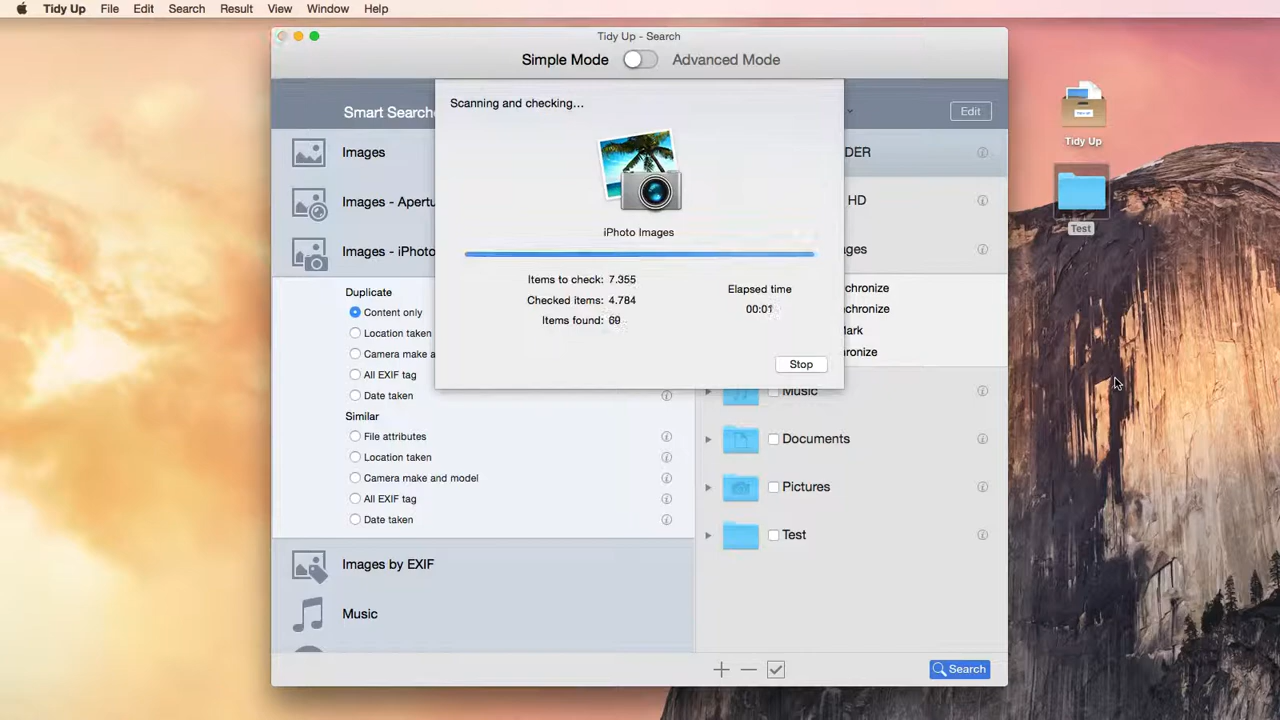 Tidy Up File Edit Search Result View Window Help
Tidy Up - Search
Simple Mode Advanced Mode
Smart Searche
Edit
Scanning and checking...
iPhoto Images
Items to check: 7.355
Checked items: 4.784
Items found:
Elapsed time
00:01
Stop
Images
Images - Apertu
Images - iPhoto
Duplicate
Content only
Location taken
Camera make a
All EXIF tag
Date taken
Similar
File attributes
Location taken
Camera make and model
All EXIF tag
Date taken
Images by EXIF
Music
DER
HD
ages
chronize
chronize
Mark
ronize
Music
Documents
Pictures
Test
Search
Tidy Up
Test